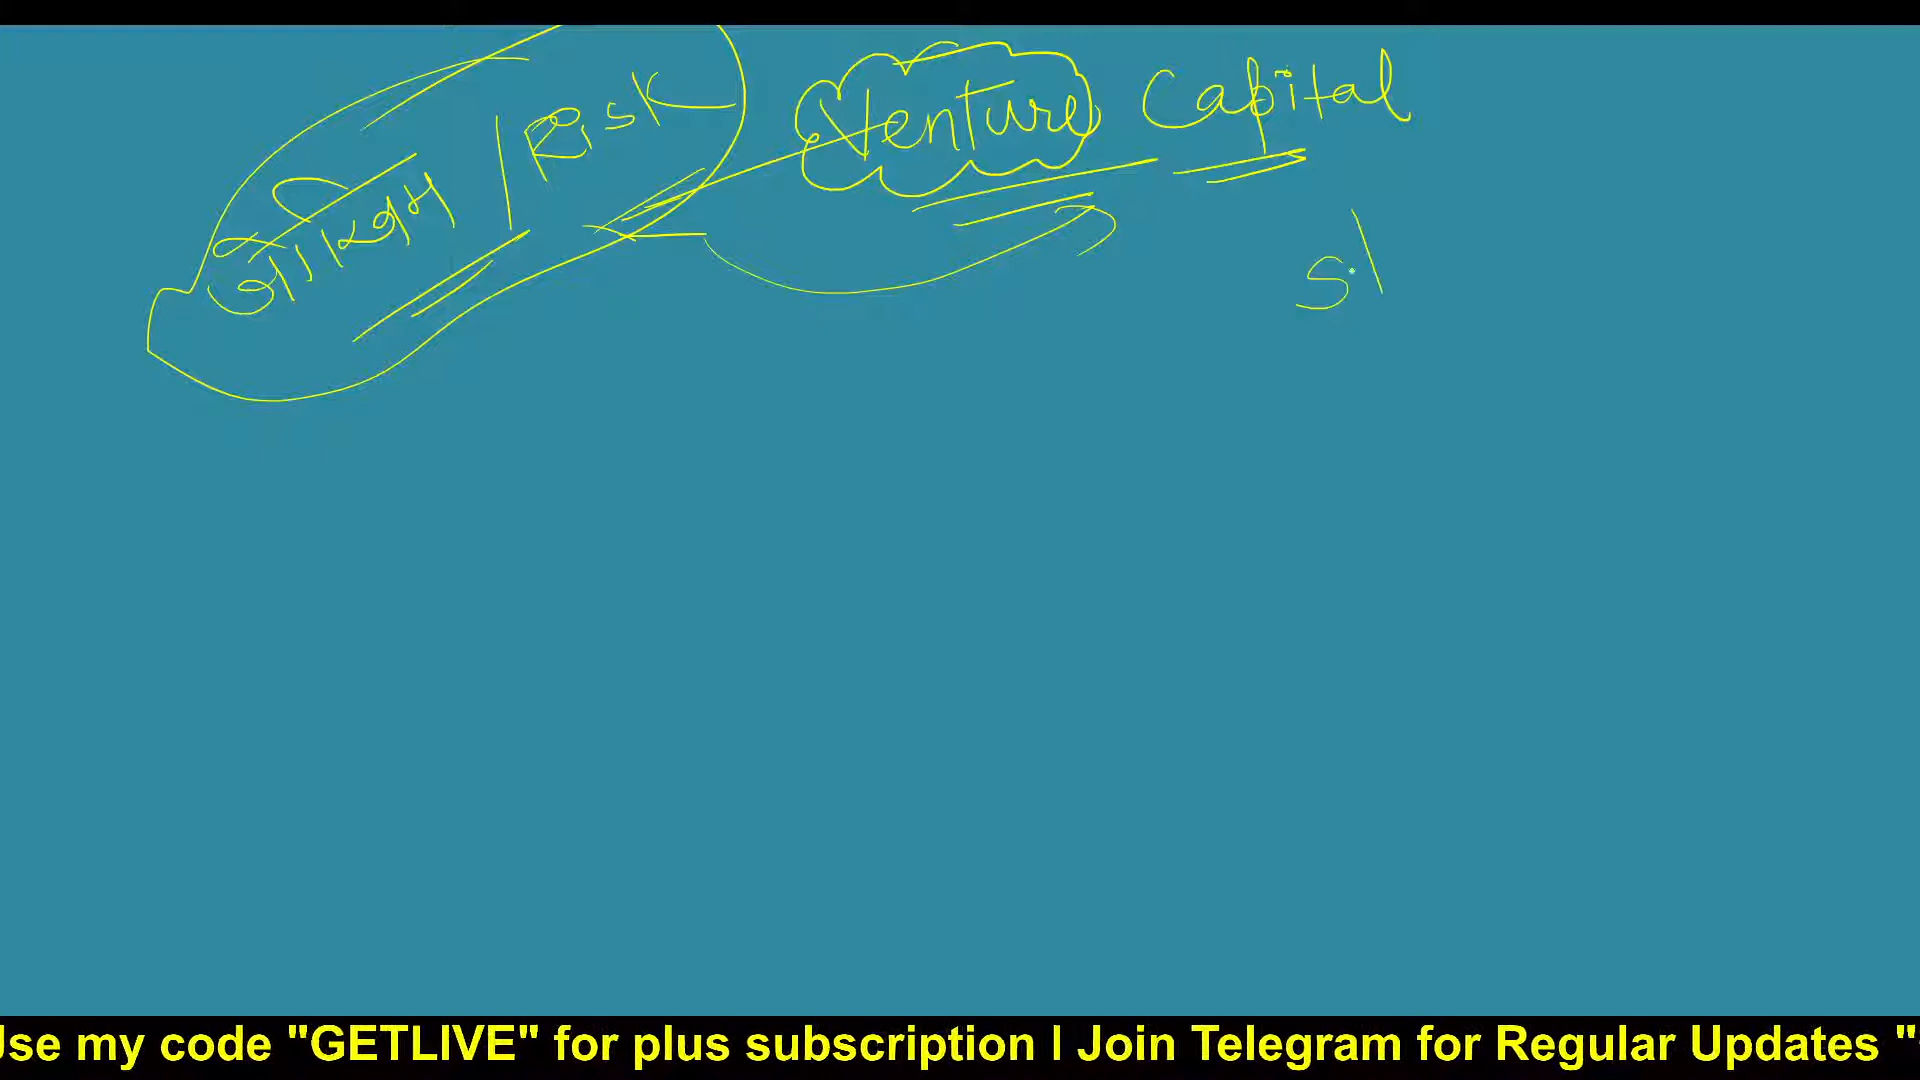 Venture Capital
जोखिम / Risk
Use my code "GETLIVE" for plus subscription l Join Telegram for Regular Updates "